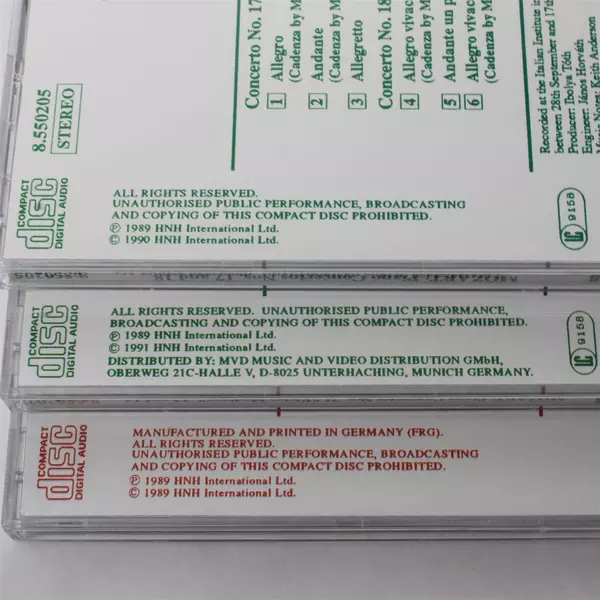 8.550205
STEREO
Concerto No. 17
1 Allegro
(Cadenza by M
2 Andante
(Cadenza by M
3 Allegretto
Concerto No. 18
4 Allegro vivac
(Cadenza by M
5 Andante un p
6 Allegro vivac
(Cadenza by M
Recorded at the Italian Institute in
between 28th September and 17th
Producer: Ibolya Tóth
Engineer: János Horváth
Music Notes: Keith Anderson
COMPACT
disc
DIGITAL AUDIO
ALL RIGHTS RESERVED.
UNAUTHORISED PUBLIC PERFORMANCE, BROADCASTING
AND COPYING OF THIS COMPACT DISC PROHIBITED.
℗ 1989 HNH International Ltd.
© 1990 HNH International Ltd.
LC 9158
COMPACT
disc
DIGITAL AUDIO
ALL RIGHTS RESERVED. UNAUTHORISED PUBLIC PERFORMANCE,
BROADCASTING AND COPYING OF THIS COMPACT DISC PROHIBITED.
℗ 1989 HNH International Ltd.
© 1991 HNH International Ltd.
DISTRIBUTED BY: MVD MUSIC AND VIDEO DISTRIBUTION GMbH,
OBERWEG 21C-HALLE V, D-8025 UNTERHACHING, MUNICH GERMANY.
LC 9158
COMPACT
disc
DIGITAL AUDIO
MANUFACTURED AND PRINTED IN GERMANY (FRG).
ALL RIGHTS RESERVED.
UNAUTHORISED PUBLIC PERFORMANCE, BROADCASTING
AND COPYING OF THIS COMPACT DISC PROHIBITED.
℗ 1989 HNH International Ltd.
© 1989 HNH International Ltd.